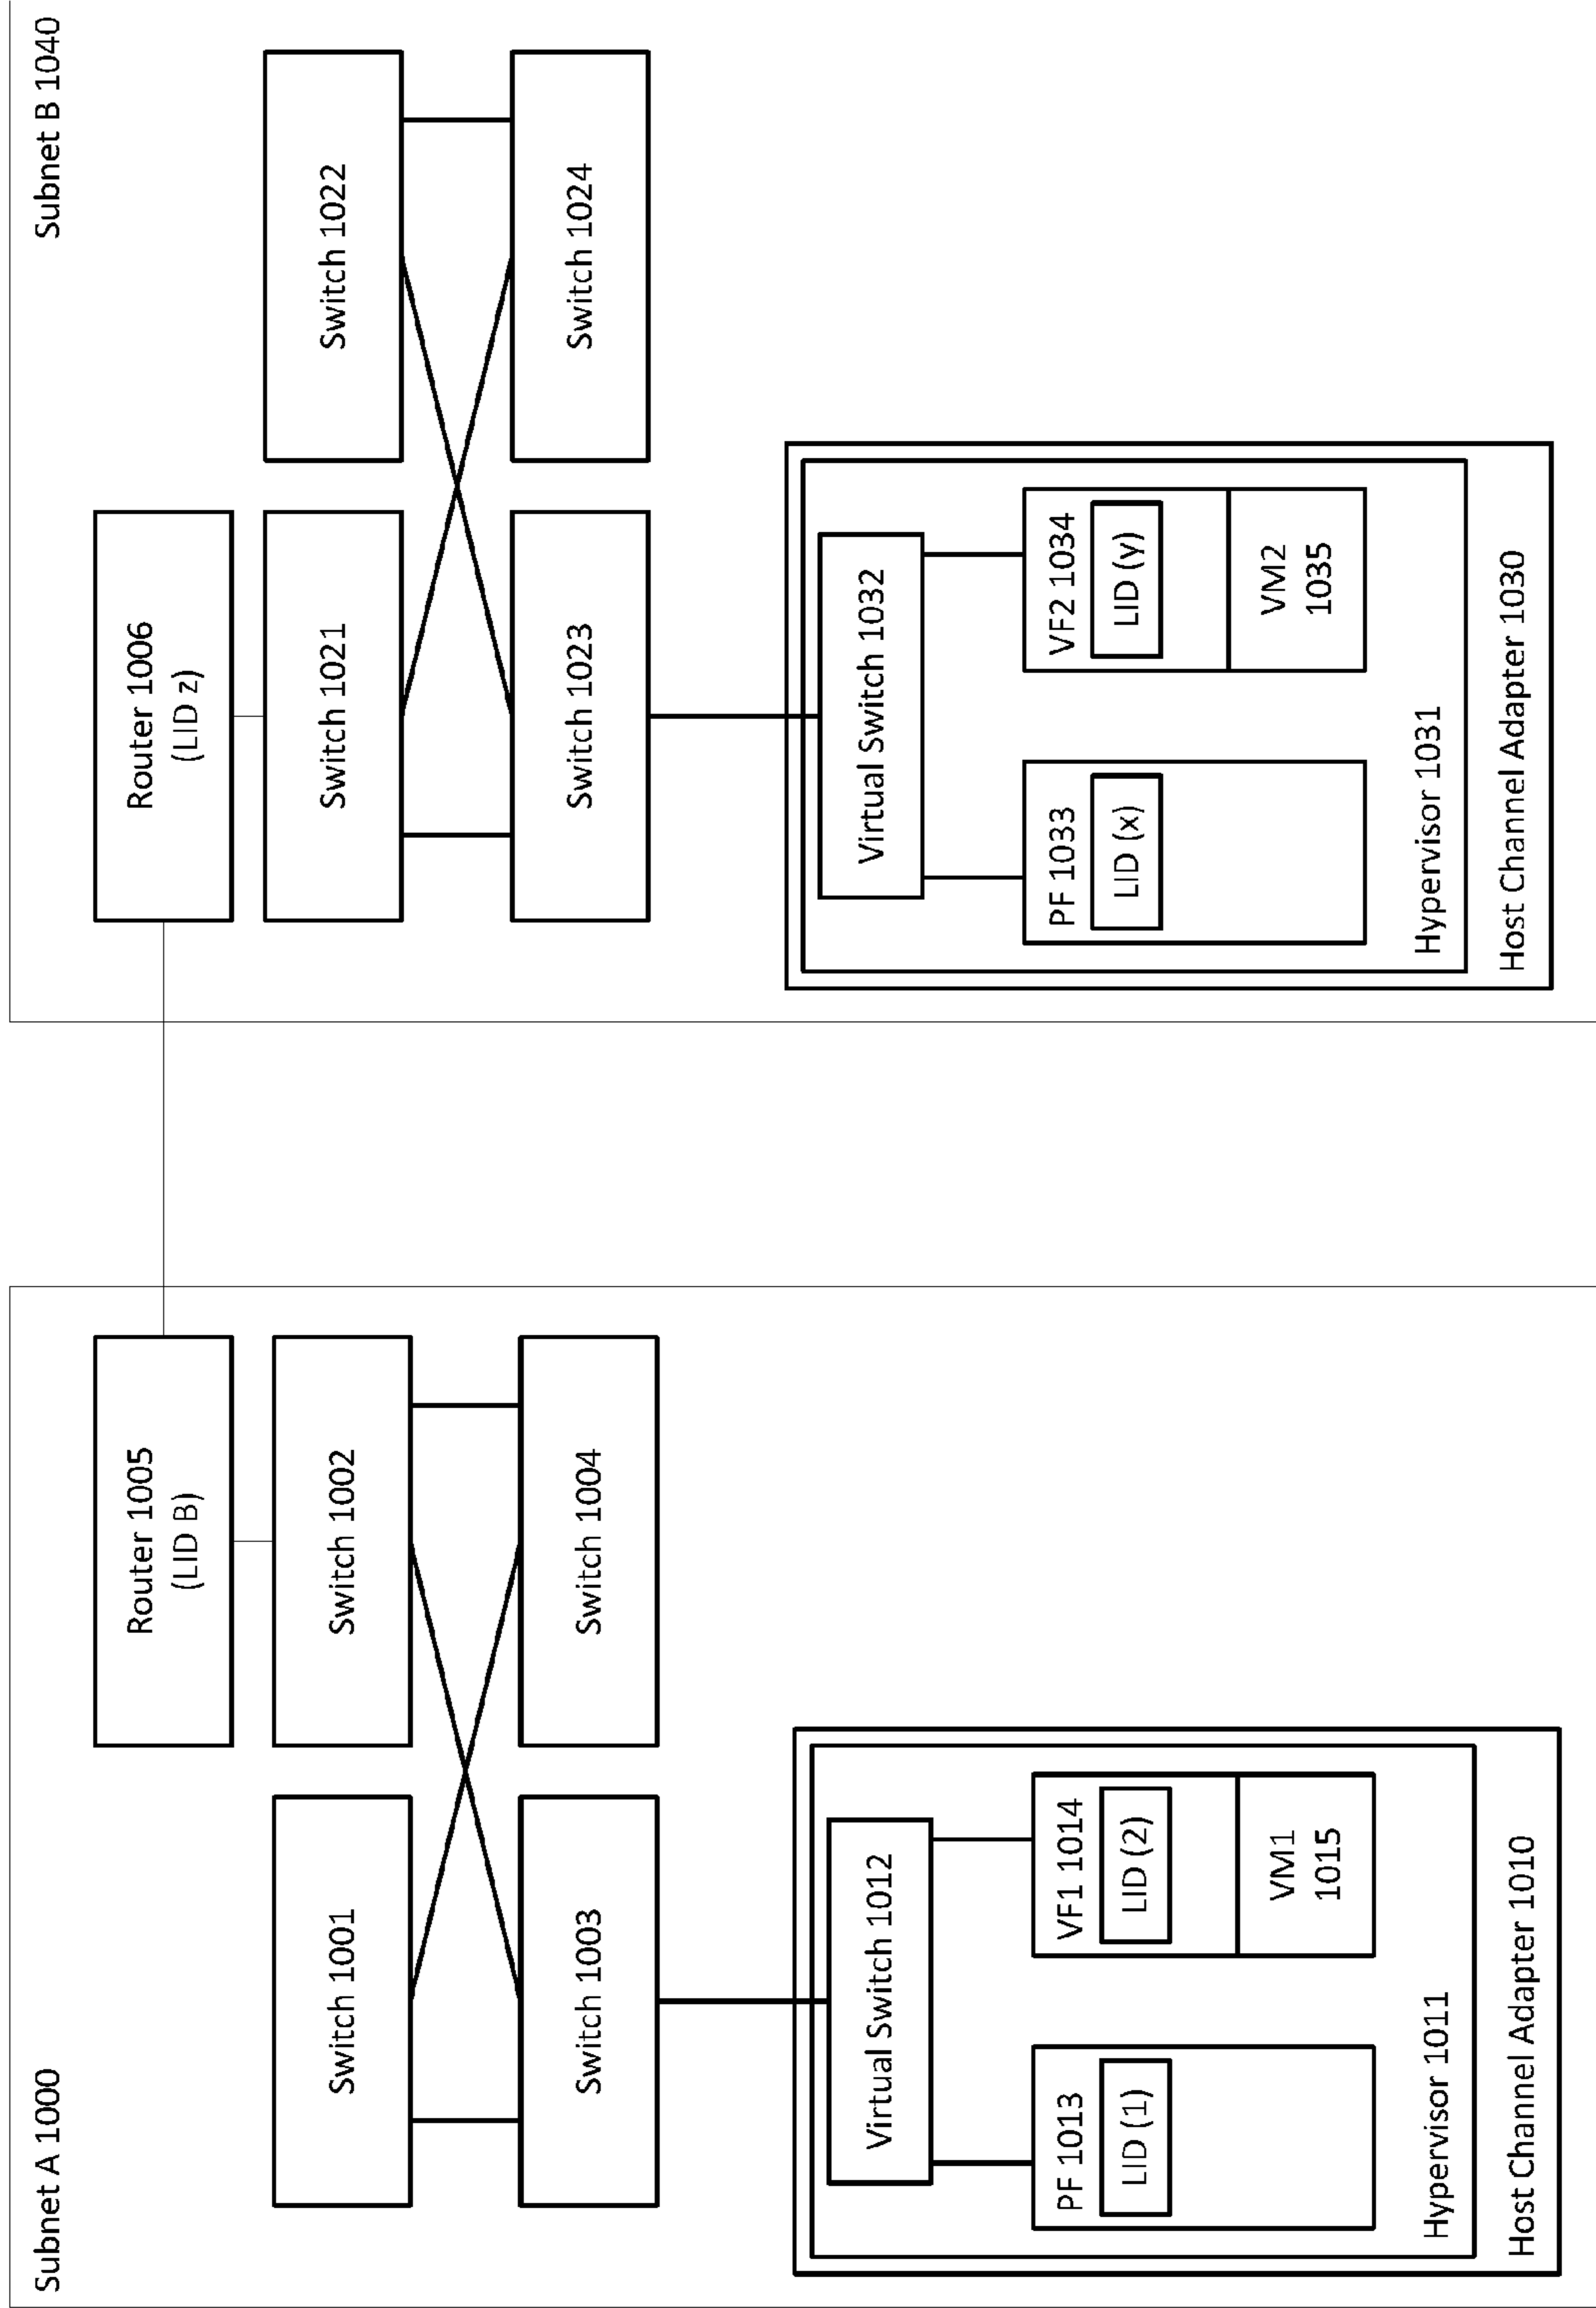 Subnet A 1000
Router 1005
(LID B)
Switch 1001
Switch 1002
Switch 1003
Switch 1004
Virtual Switch 1012
PF 1013
LID (1)
VF1 1014
LID (2)
VM1
1015
Hypervisor 1011
Host Channel Adapter 1010
Subnet B 1040
Router 1006
(LID z)
Switch 1021
Switch 1022
Switch 1023
Switch 1024
Virtual Switch 1032
PF 1033
LID (x)
VF2 1034
LID (y)
VM2
1035
Hypervisor 1031
Host Channel Adapter 1030